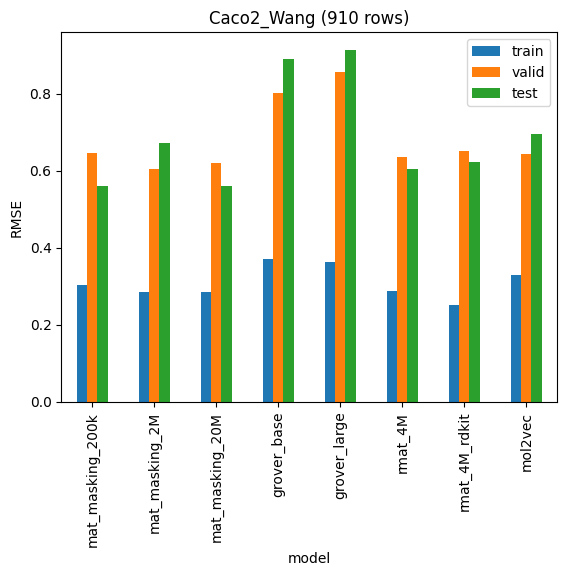 Caco2_Wang (910 rows)
train
valid
test
RMSE
0.8
0.6
0.4
0.2
0.0
mat_masking_200k
mat_masking_2M
mat_masking_20M
grover_base
grover_large
rmat_4M
rmat_4M_rdkit
mol2vec
model